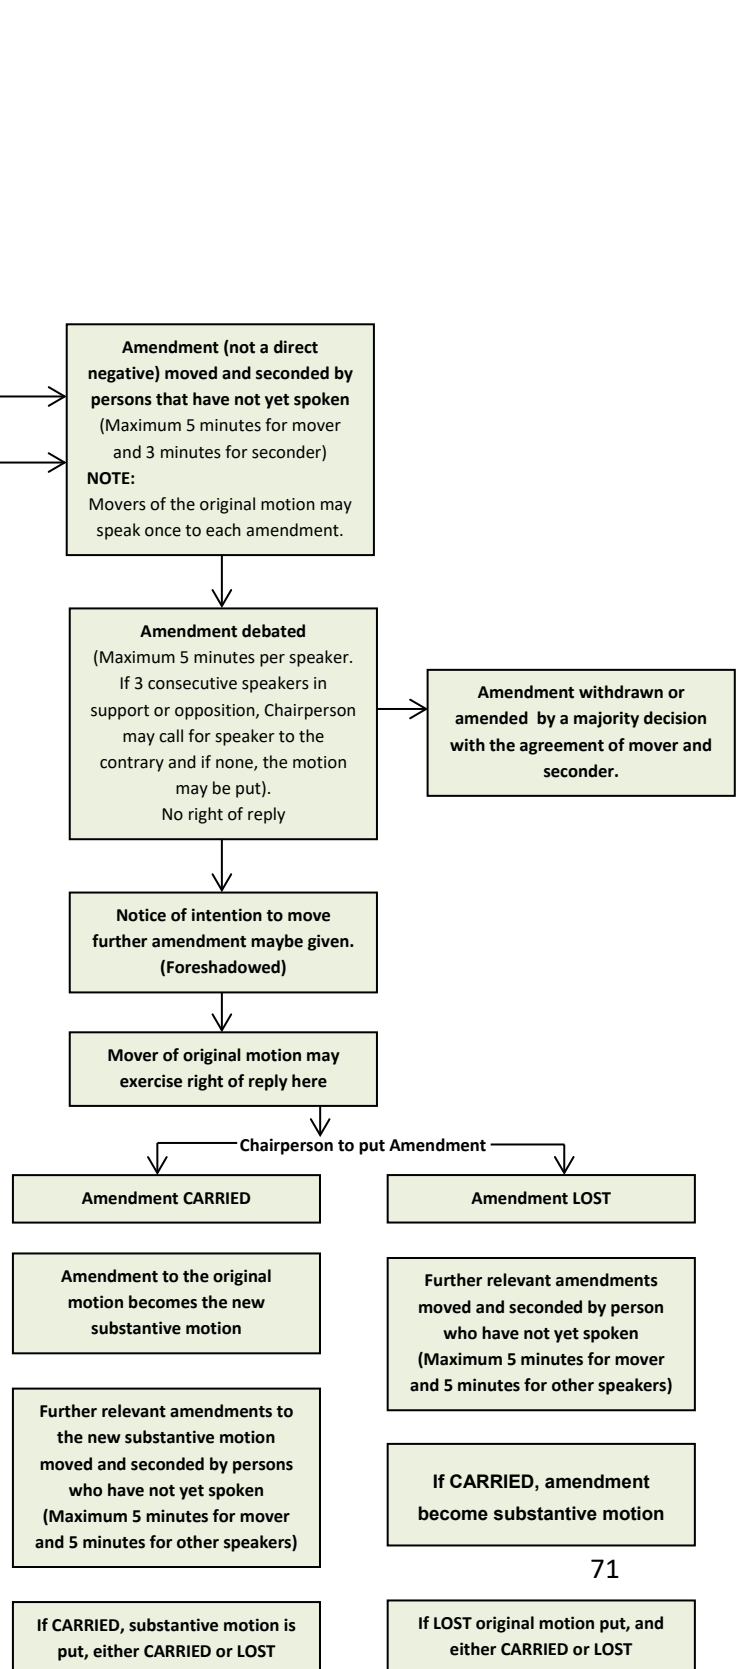 Amendment (not a direct
negative) moved and seconded by
persons that have not yet spoken
(Maximum 5 minutes for mover
and 3 minutes for seconder)
NOTE:
Movers of the original motion may
speak once to each amendment.
Amendment debated
(Maximum 5 minutes per speaker.
If 3 consecutive speakers in
support or opposition, Chairperson
may call for speaker to the
contrary and if none, the motion
may be put).
No right of reply
Amendment withdrawn or
amended by a majority decision
with the agreement of mover and
seconder.
Notice of intention to move
further amendment maybe given.
(Foreshadowed)
Mover of original motion may
exercise right of reply here
Chairperson to put Amendment
Amendment CARRIED
Amendment to the original
motion becomes the new
substantive motion
Further relevant amendments to
the new substantive motion
moved and seconded by persons
who have not yet spoken
(Maximum 5 minutes for mover
and 5 minutes for other speakers)
If CARRIED, substantive motion is
put, either CARRIED or LOST
Amendment LOST
Further relevant amendments
moved and seconded by person
who have not yet spoken
(Maximum 5 minutes for mover
and 5 minutes for other speakers)
If CARRIED, amendment
become substantive motion
71
If LOST original motion put, and
either CARRIED or LOST